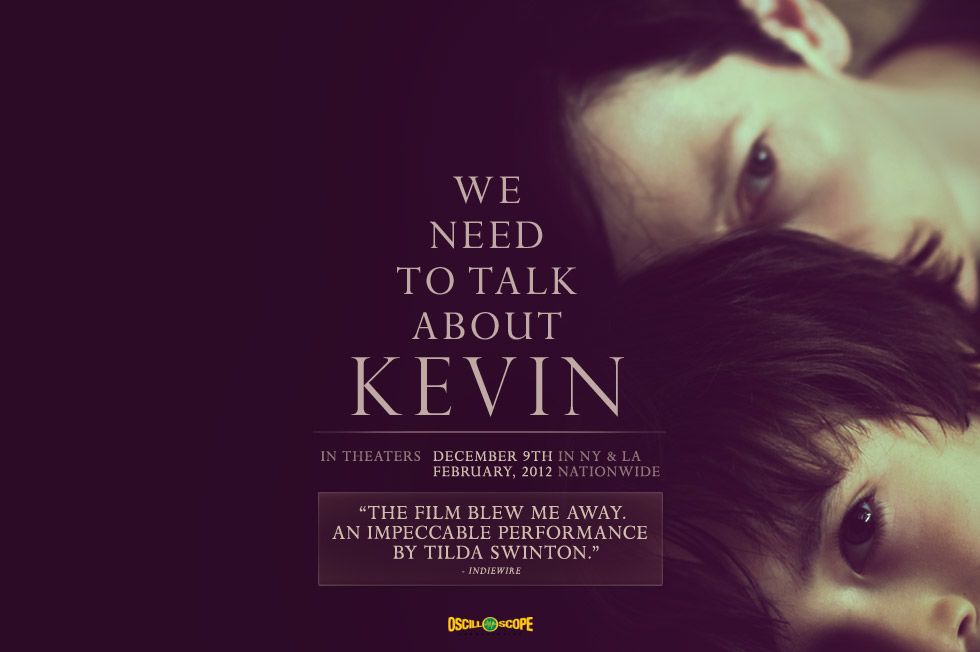 WE
NEED
TO TALK
ABOUT
KEVIN
IN THEATERS DECEMBER 9TH IN NY & LA
FEBRUARY, 2012 NATIONWIDE
“THE FILM BLEW ME AWAY.
AN IMPECCABLE PERFORMANCE
BY TILDA SWINTON.”
- INDIEWIRE
OSCILLOSCOPE